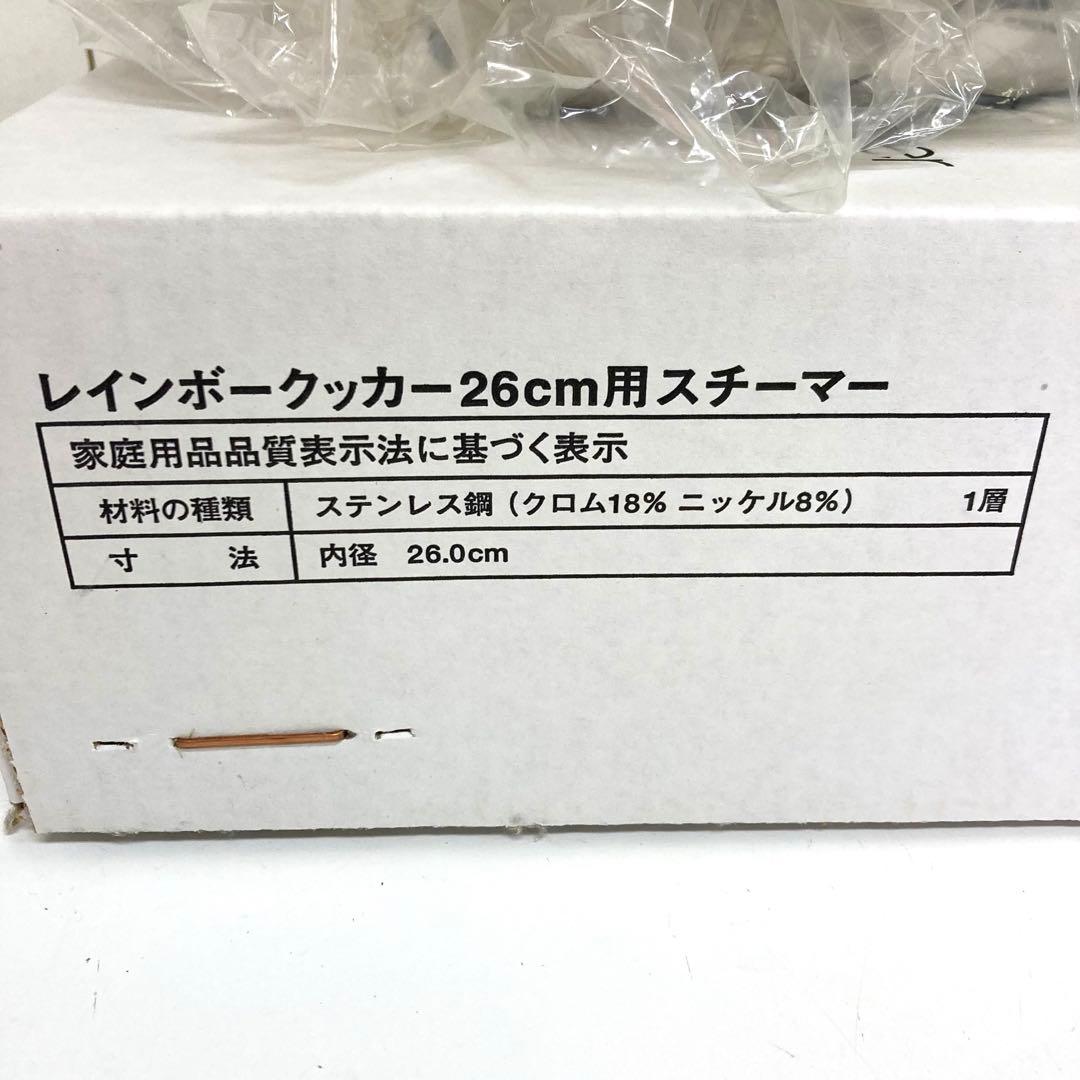 レインボークッカー26cm用スチーマー
家庭用品品質表示法に基づく表示
材料の種類 ステンレス鋼（クロム18% ニッケル8%） 1層
寸 法 内径 26.0cm